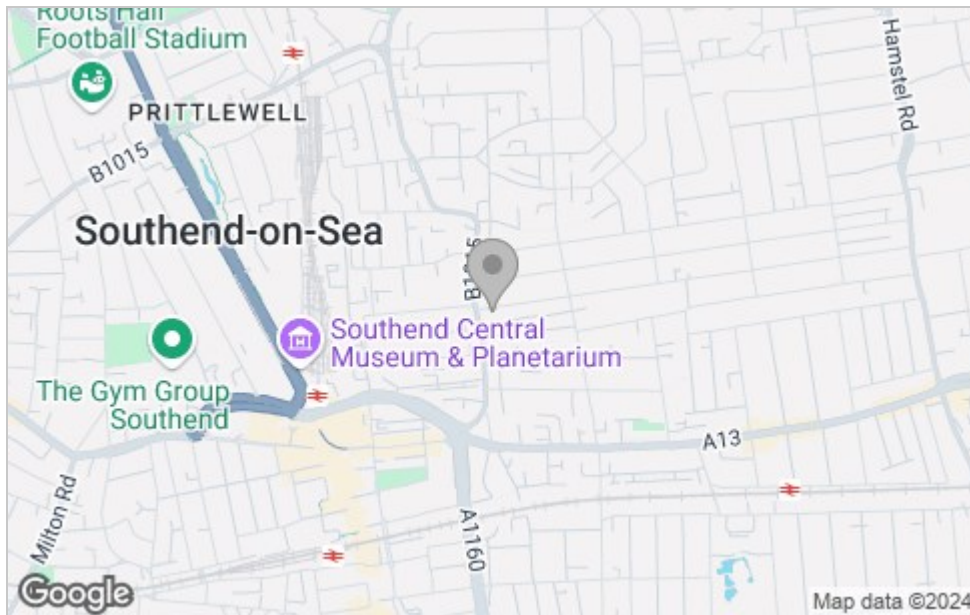 Roots Hall
Football Stadium
PRITTLEWELL
B1015
Hamstel Rd
Southend-on-Sea
Southend Central
Museum & Planetarium
The Gym Group
Southend
A13
Milton Rd
A1160
Google
Map data ©2024